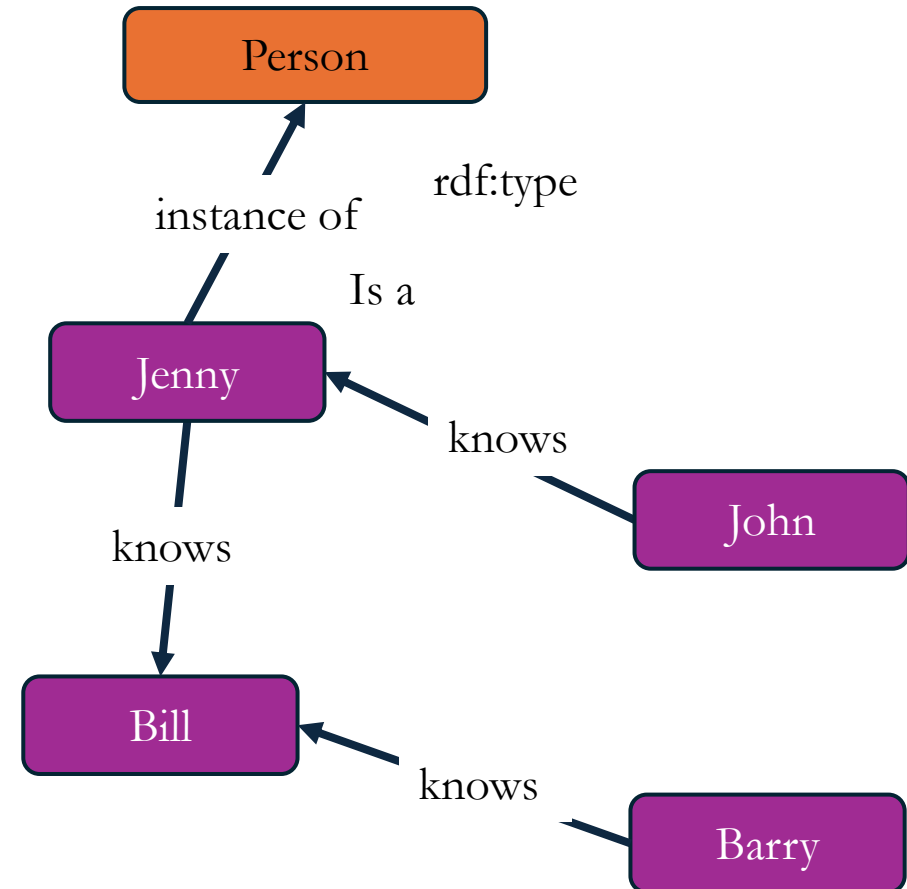 Person
rdf:type
instance of
Is a
Jenny
knows
John
knows
Bill
knows
Barry